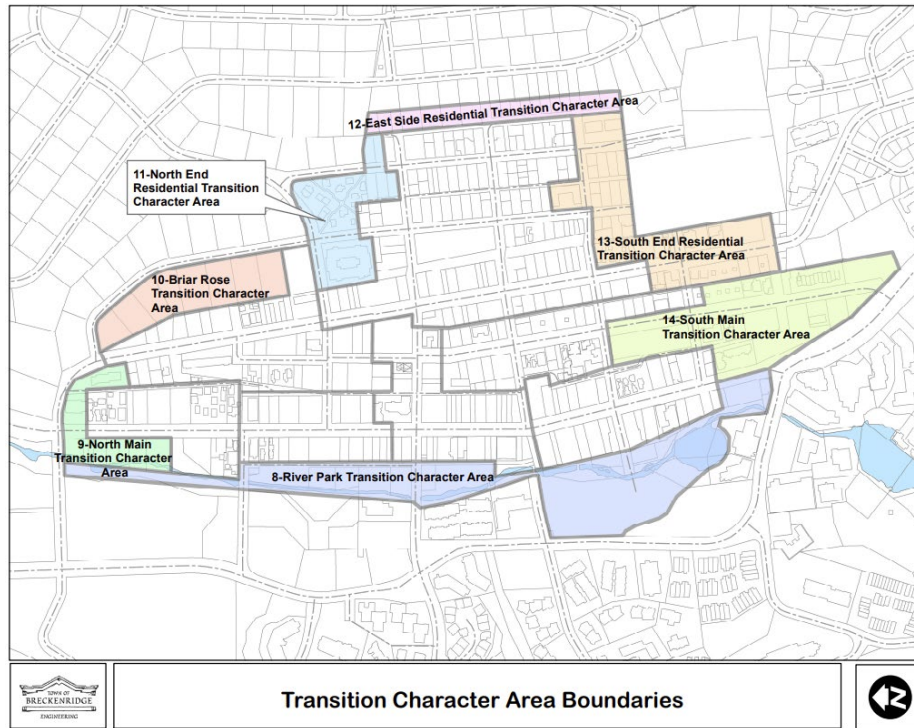 12-East Side Residential Transition Character Area
11-North End
Residential Transition
Character Area
13-South End Residential
Transition Character Area
10-Briar Rose
Transition Character
Area
14-South Main
Transition Character Area
9-North Main
Transition Character
Area
8-River Park Transition Character Area
TOWN OF
BRECKENRIDGE
ENGINEERING
Transition Character Area Boundaries
N